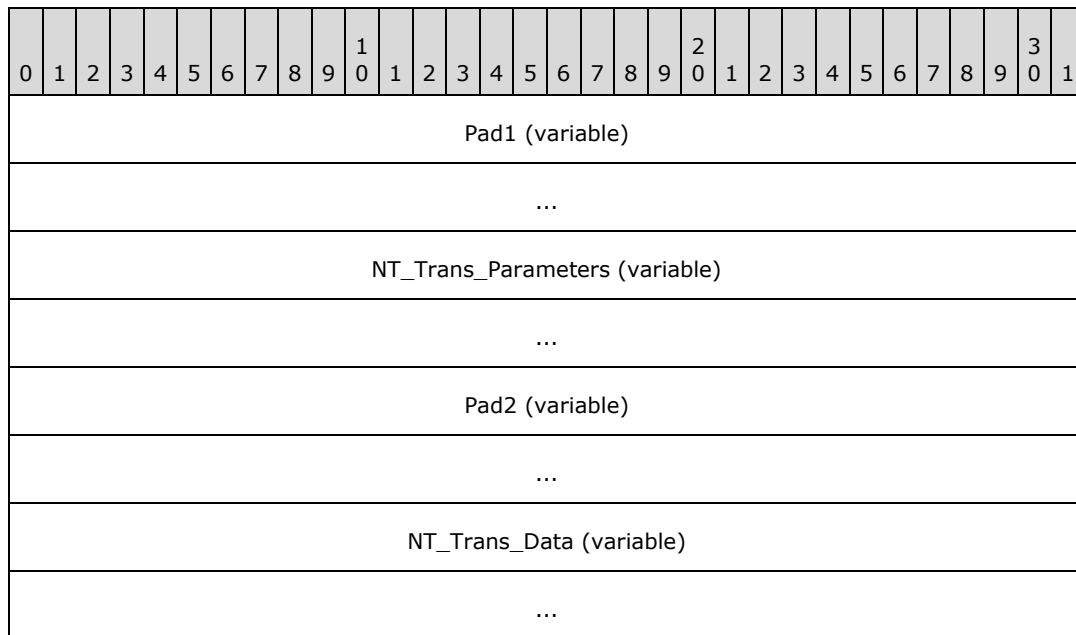 1 2 3
0 1 2 3 4 5 6 7 8 9 0 1 2 3 4 5 6 7 8 9 0 1 2 3 4 5 6 7 8 9 0 1
Pad1 (variable)
...
NT_Trans_Parameters (variable)
...
Pad2 (variable)
...
NT_Trans_Data (variable)
...